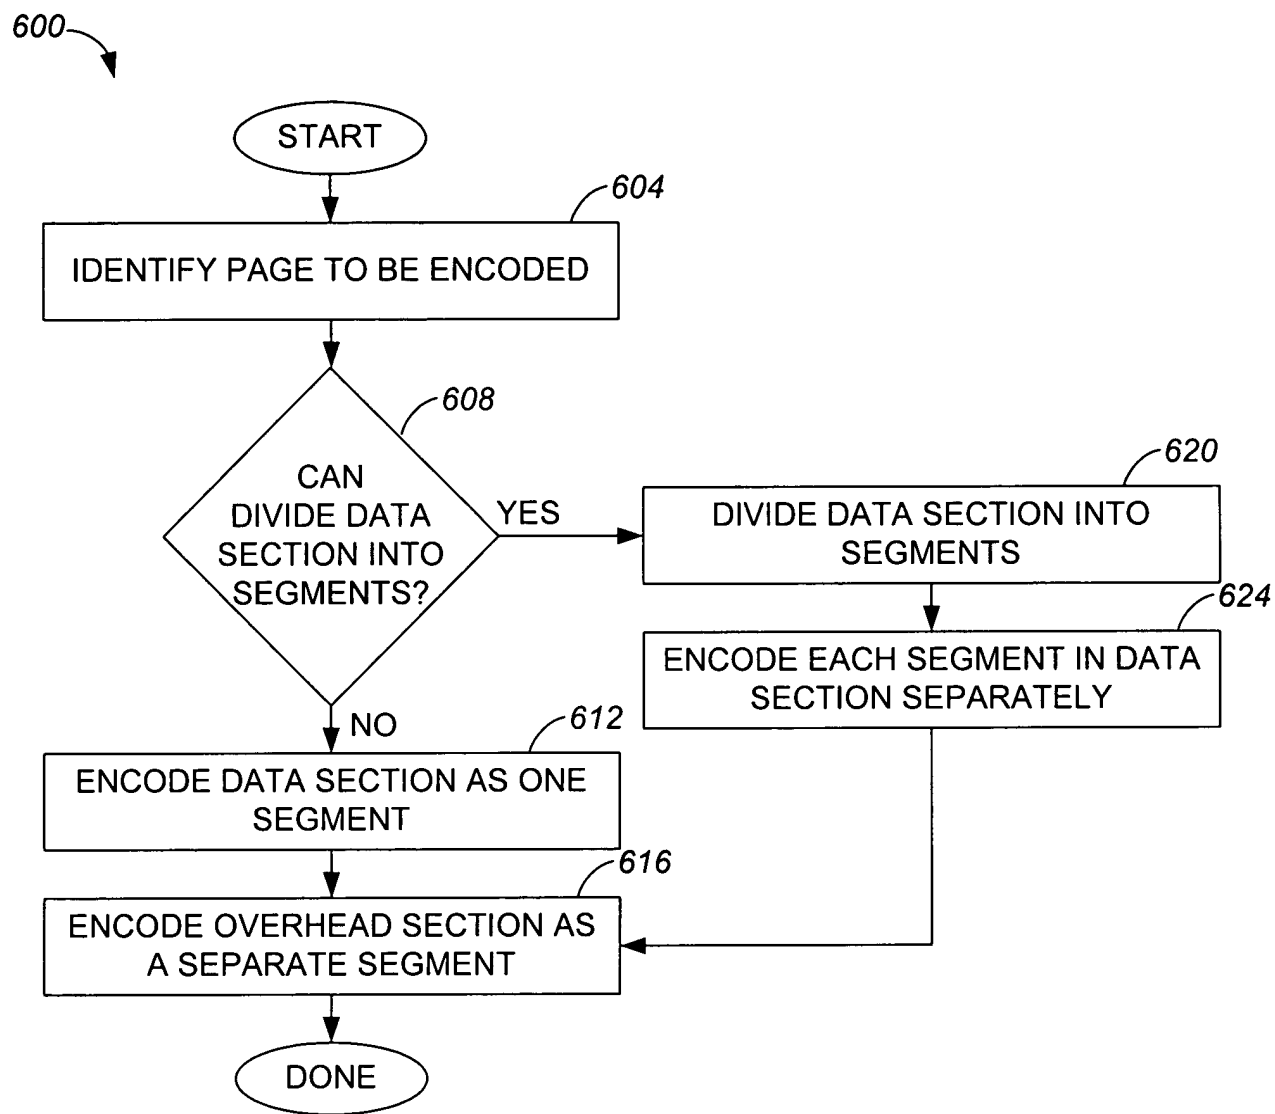 600
START
604
IDENTIFY PAGE TO BE ENCODED
608
CAN
DIVIDE DATA
SECTION INTO
SEGMENTS?
YES
620
DIVIDE DATA SECTION INTO
SEGMENTS
624
ENCODE EACH SEGMENT IN DATA
SECTION SEPARATELY
NO
612
ENCODE DATA SECTION AS ONE
SEGMENT
616
ENCODE OVERHEAD SECTION AS
A SEPARATE SEGMENT
DONE